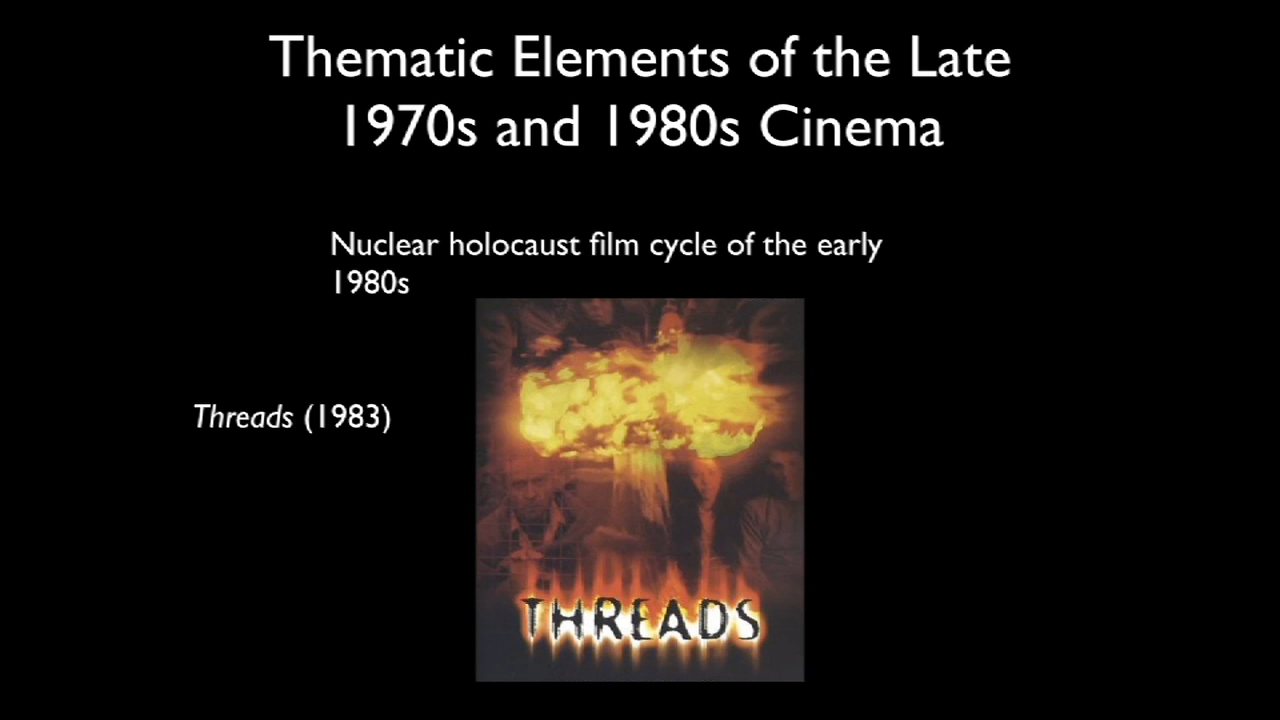 Thematic Elements of the Late
1970s and 1980s Cinema
Nuclear holocaust film cycle of the early
1980s
Threads (1983)
THREADS